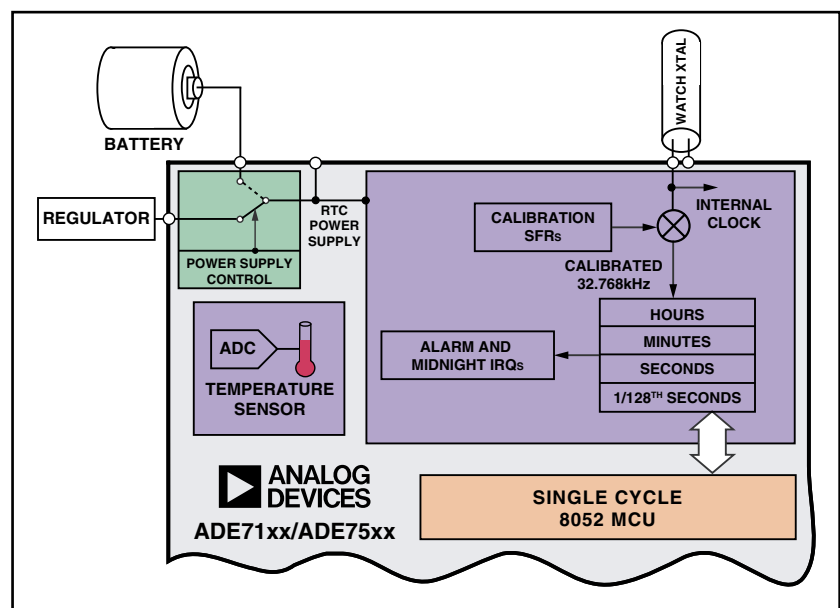 WATCH XTAL
BATTERY
REGULATOR
RTC
POWER
SUPPLY
POWER SUPPLY
CONTROL
CALIBRATION
SFRs
INTERNAL
CLOCK
CALIBRATED
32.768kHz
HOURS
MINUTES
SECONDS
1/128TH SECONDS
ALARM AND
MIDNIGHT IRQs
ADC
TEMPERATURE
SENSOR
ANALOG
DEVICES
ADE71xx/ADE75xx
SINGLE CYCLE
8052 MCU